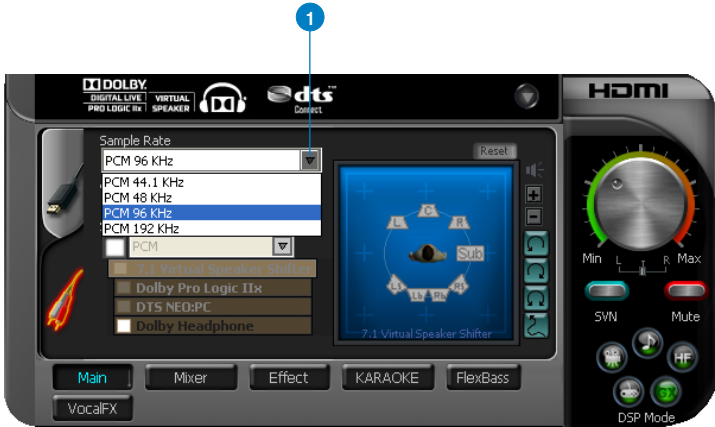 1
DOLBY.
DIGITAL LIVE
PRO LOGIC IIx
VIRTUAL
SPEAKER
dts
Connect
HDMI
Sample Rate
PCM 96 KHz
PCM 44.1 KHz
PCM 48 KHz
PCM 96 KHz
PCM 192 KHz
PCM
7.1 Virtual Speaker Shifter
Dolby Pro Logic IIx
DTS NEO:PC
Dolby Headphone
Reset
L
C
R
Sub
Ls
Lb
Rb
Rs
7.1 Virtual Speaker Shifter
Min
L
R
Max
SVN
Mute
HF
GX
DSP Mode
Main
Mixer
Effect
KARAOKE
FlexBass
VocalFX